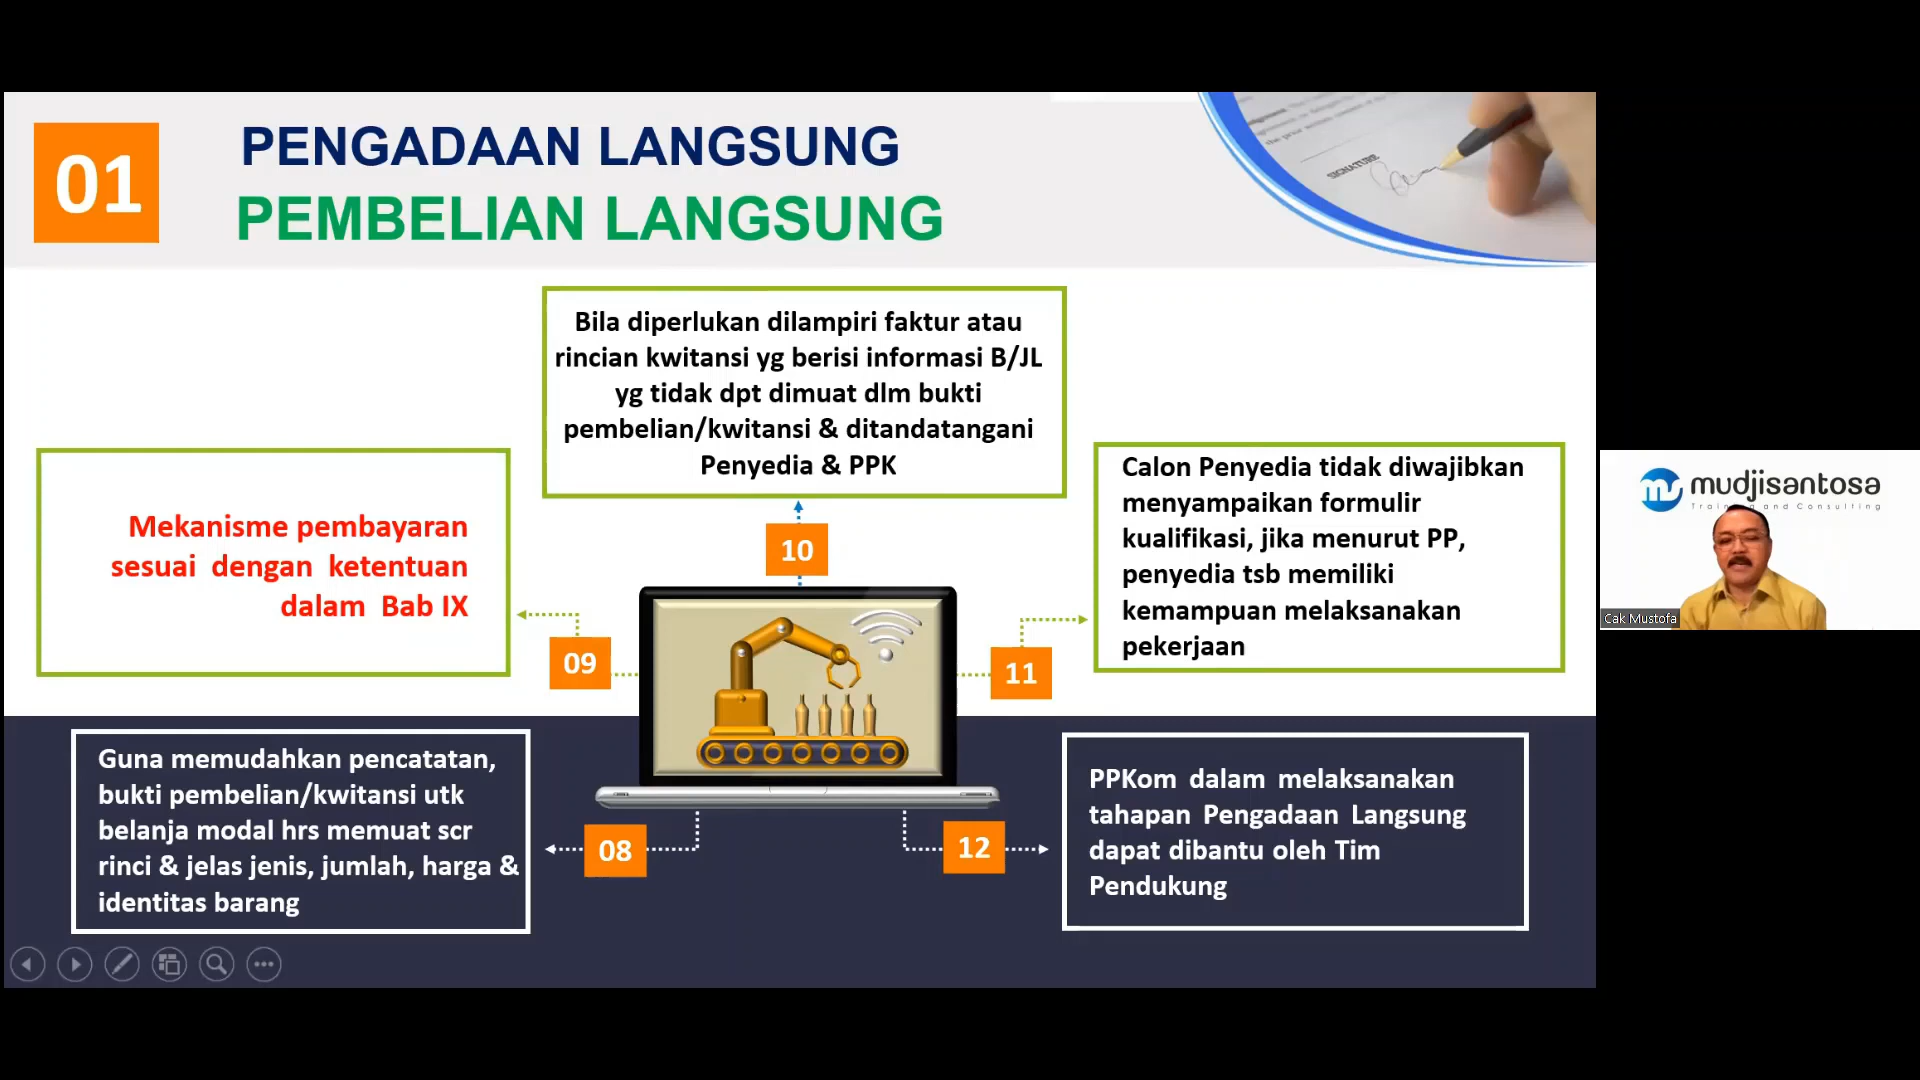 01
PENGADAAN LANGSUNG
PEMBELIAN LANGSUNG
SIGNATURE
Bila diperlukan dilampiri faktur atau
rincian kwitansi yg berisi informasi B/JL
yg tidak dpt dimuat dlm bukti
pembelian/kwitansi & ditandatangani
Penyedia & PPK
Mekanisme pembayaran
sesuai dengan ketentuan
dalam Bab IX
Calon Penyedia tidak diwajibkan
menyampaikan formulir
kualifikasi, jika menurut PP,
penyedia tsb memiliki
kemampuan melaksanakan
pekerjaan
10
09
11
Guna memudahkan pencatatan,
bukti pembelian/kwitansi utk
belanja modal hrs memuat scr
rinci & jelas jenis, jumlah, harga &
identitas barang
08
12
PPKom dalam melaksanakan
tahapan Pengadaan Langsung
dapat dibantu oleh Tim
Pendukung
mudjisantosa
Training and Consulting
Cak Mustofa